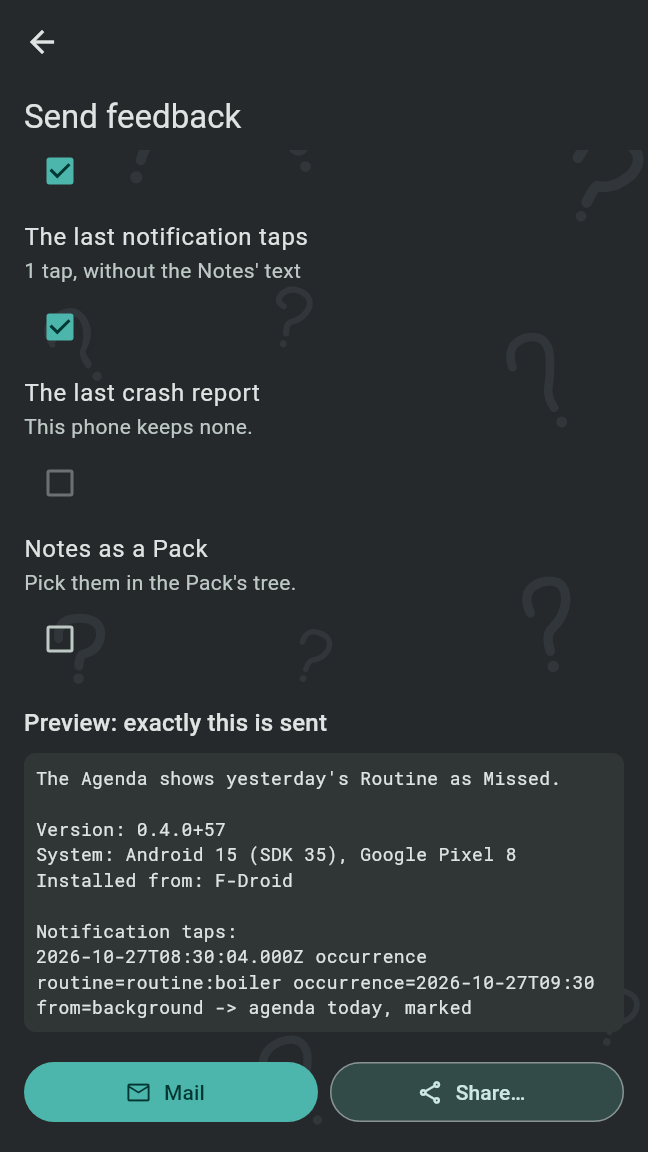 Send feedback
The last notification taps
1 tap, without the Notes' text
The last crash report
This phone keeps none.
Notes as a Pack
Pick them in the Pack's tree.
Preview: exactly this is sent
The Agenda shows yesterday's Routine as Missed.
Version: 0.4.0+57
System: Android 15 (SDK 35), Google Pixel 8
Installed from: F-Droid
Notification taps:
2026-10-27T08:30:04.000Z occurrence
routine=routine:boiler occurrence=2026-10-27T09:30
from=background -> agenda today, marked
Mail
Share…